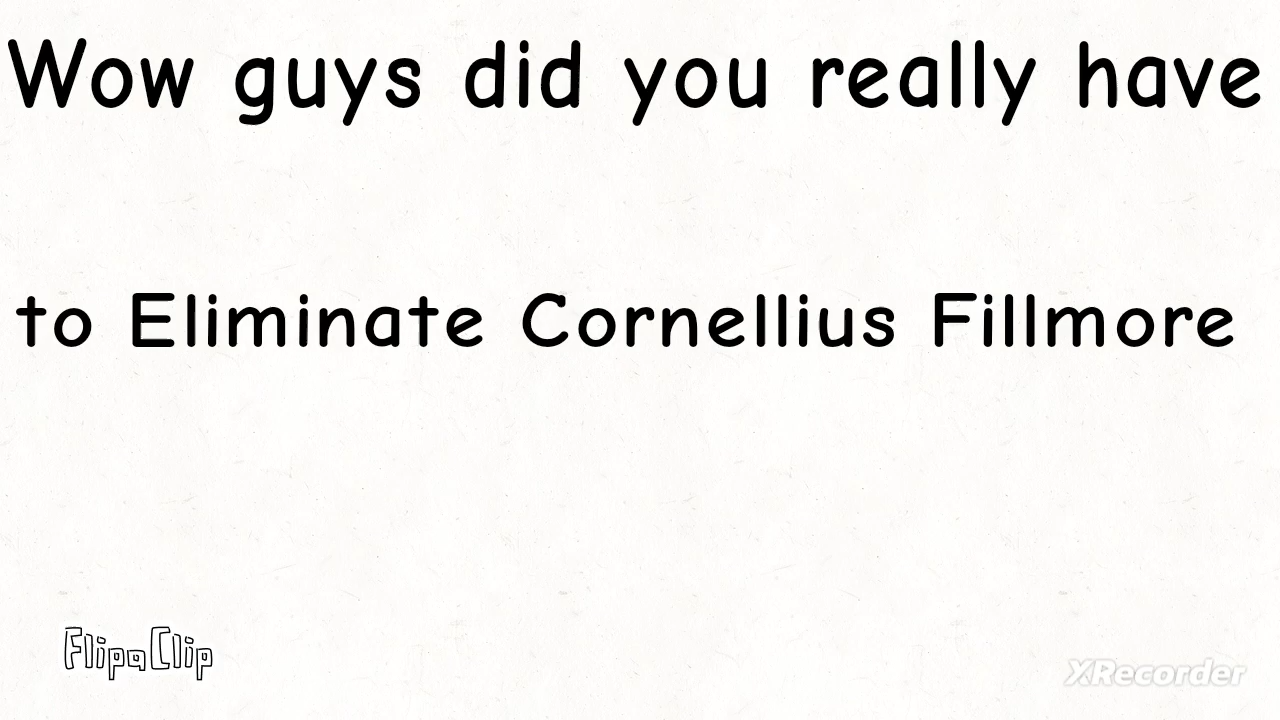 Wow guys did you really have
to Eliminate Cornellius Fillmore
FlipaClip
XRecorder